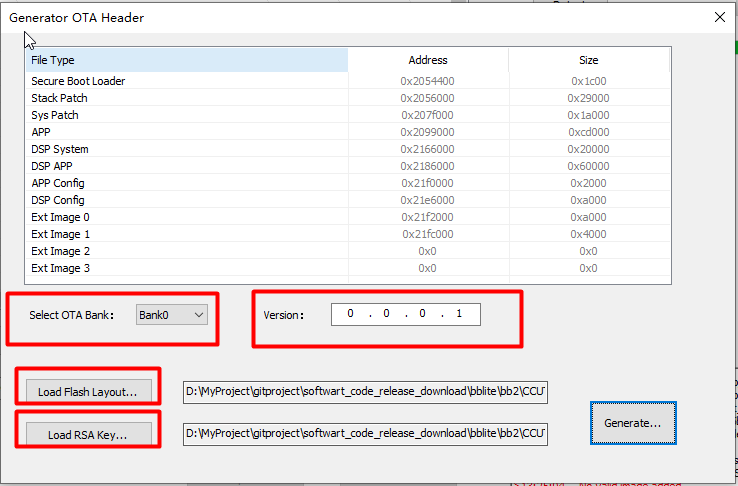 Generator OTA Header
File Type Address Size
Secure Boot Loader 0x2054400 0x1c00
Stack Patch 0x2056000 0x29000
Sys Patch 0x207f000 0x1a000
APP 0x2099000 0xcd000
DSP System 0x2166000 0x20000
DSP APP 0x2186000 0x60000
APP Config 0x21f0000 0x2000
DSP Config 0x21e6000 0xa000
Ext Image 0 0x21f2000 0xa000
Ext Image 1 0x21fc000 0x4000
Ext Image 2 0x0 0x0
Ext Image 3 0x0 0x0
Select OTA Bank: Bank0 Version: 0 . 0 . 0 . 1
Load Flash Layout... D:\MyProject\gitproject\softwart_code_release_download\bblite\bb2\CCU
Load RSA Key... D:\MyProject\gitproject\softwart_code_release_download\bblite\bb2\CCU
Generate...